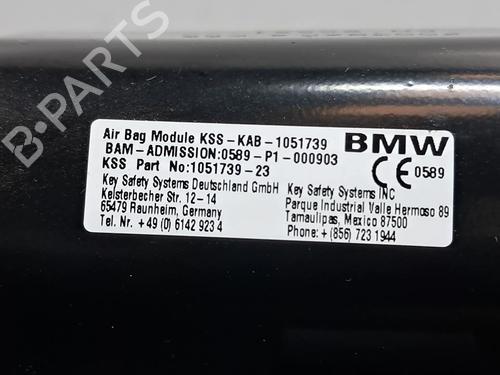 Air Bag Module KSS-KAB-1051739
BMW
BAM-ADMISSION:0589-P1-000903
CE 0589
KSS Part No:1051739-23
Key Safety Systems Deutschland GmbH
Kelsterbecher Str. 12-14
65479 Raunheim, Germany
Tel. Nr. +49 (0) 6142 923 4
Key Safety Systems INC
Parque Industrial Valle Hermoso 89
Tamaulipas, Mexico 87500
Phone: +(856) 723 1944
B-PARTS